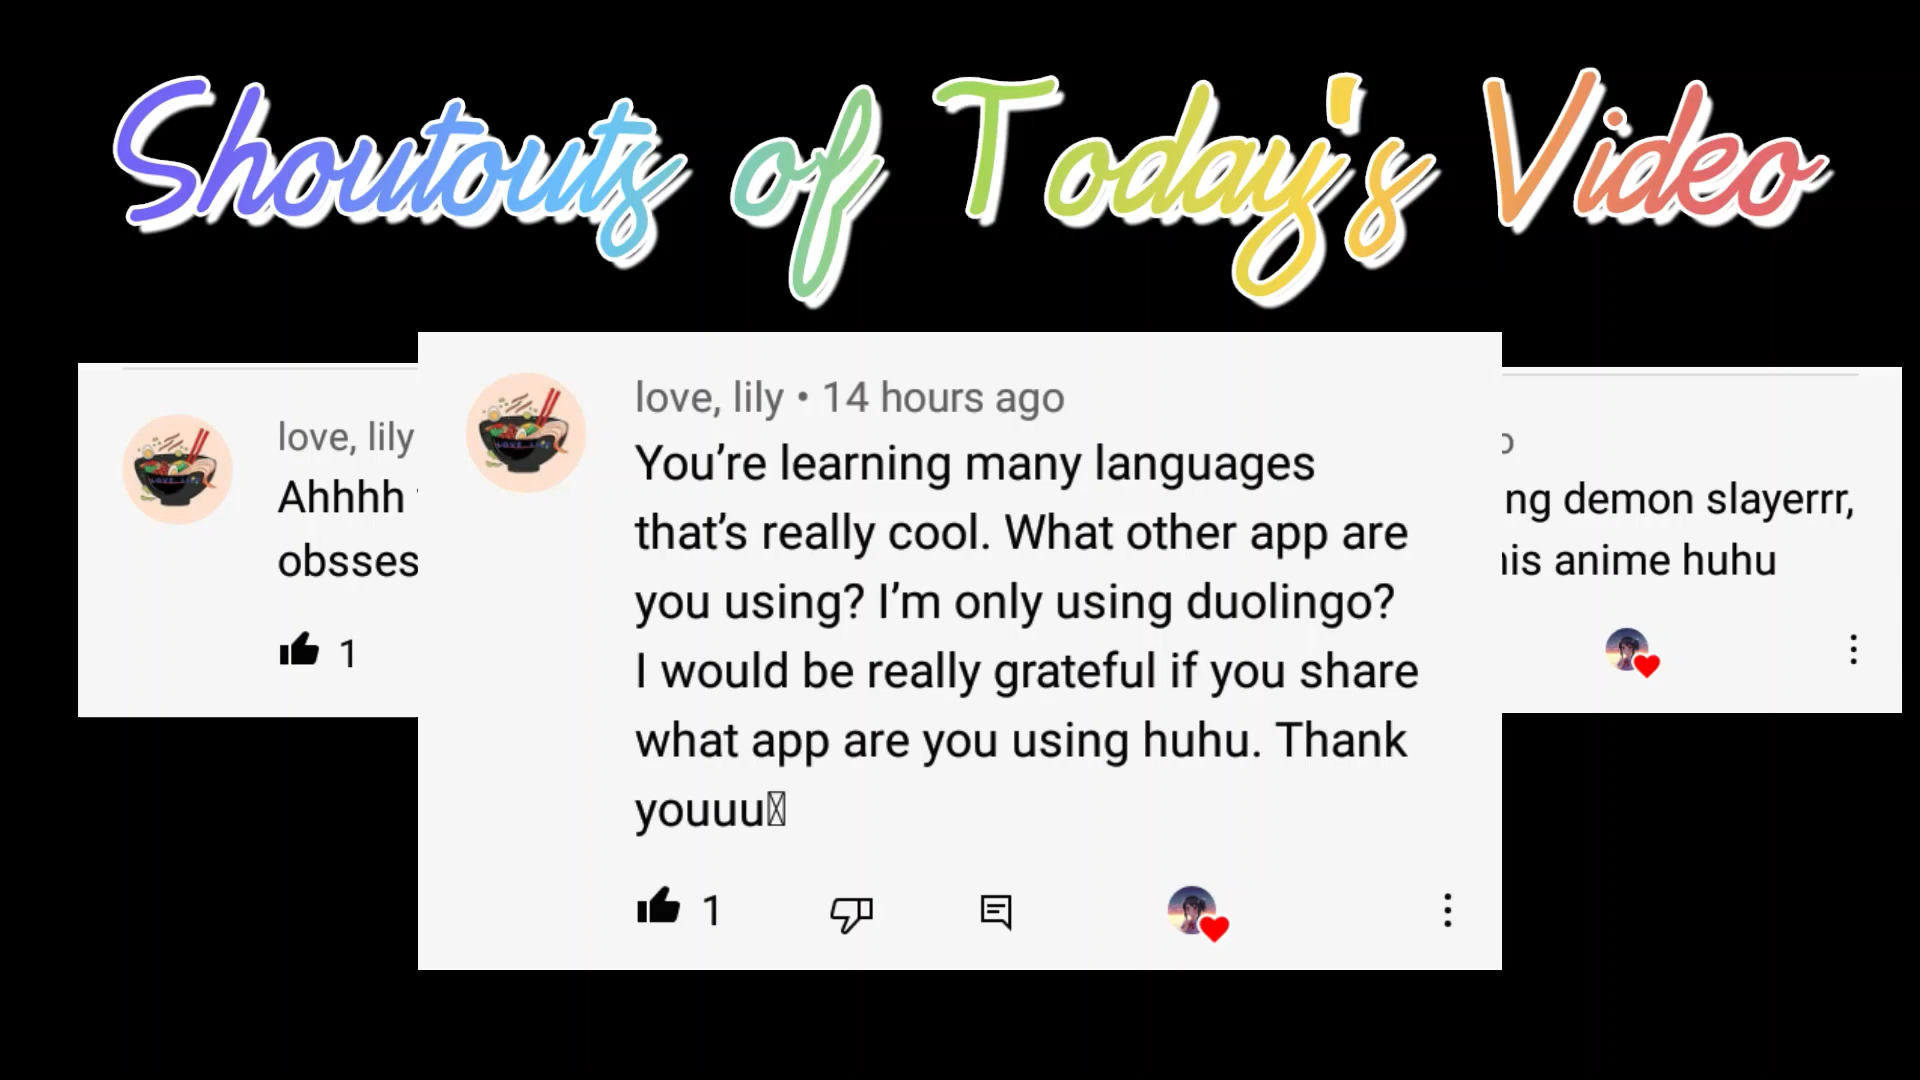 Shoutouts of Today's Video
love, lily
Ahhhh
obsses
1
love, lily • 14 hours ago
You’re learning many languages
that’s really cool. What other app are
you using? I’m only using duolingo?
I would be really grateful if you share
what app are you using huhu. Thank
youuu
1
ng demon slayerrr,
his anime huhu